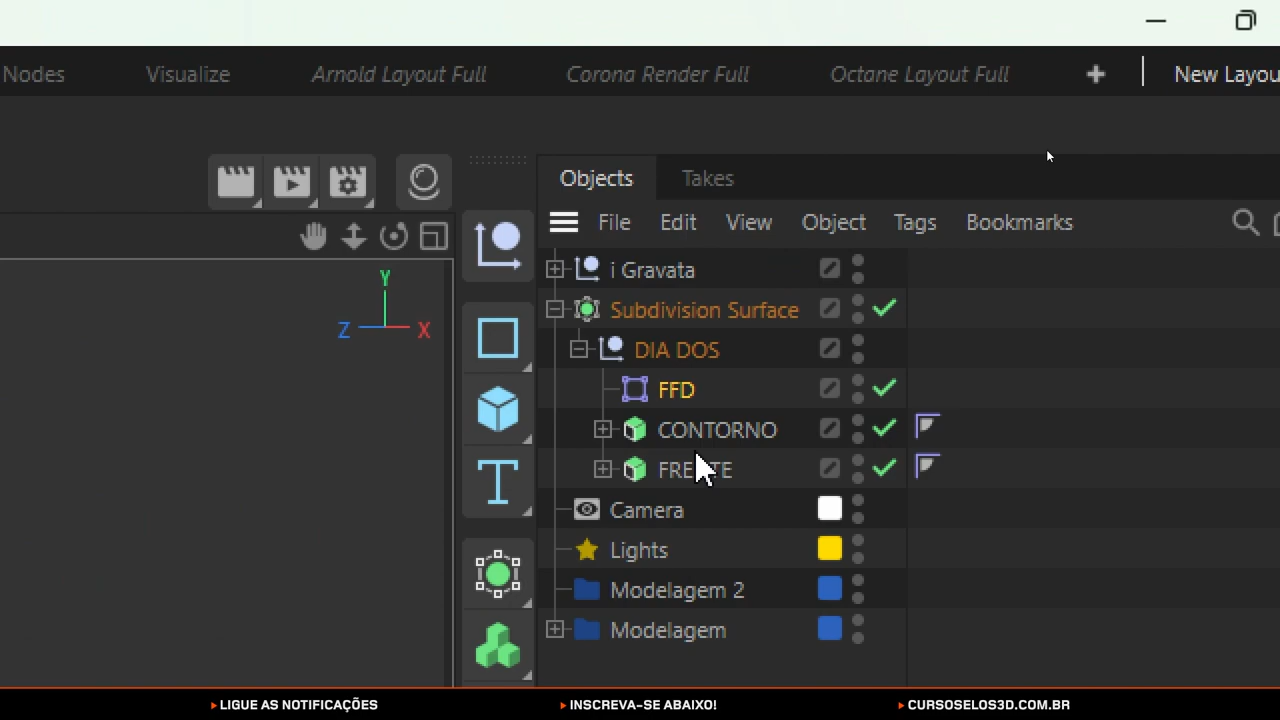 Nodes Visualize Arnold Layout Full Corona Render Full Octane Layout Full New Layou
Objects Takes
File Edit View Object Tags Bookmarks
Y
Z X
i Gravata
Subdivision Surface
DIA DOS
FFD
CONTORNO
Camera
Lights
Modelagem 2
Modelagem
LIGUE AS NOTIFICAÇÕES INSCREVA-SE ABAIXO! CURSOSELOS3D.COM.BR